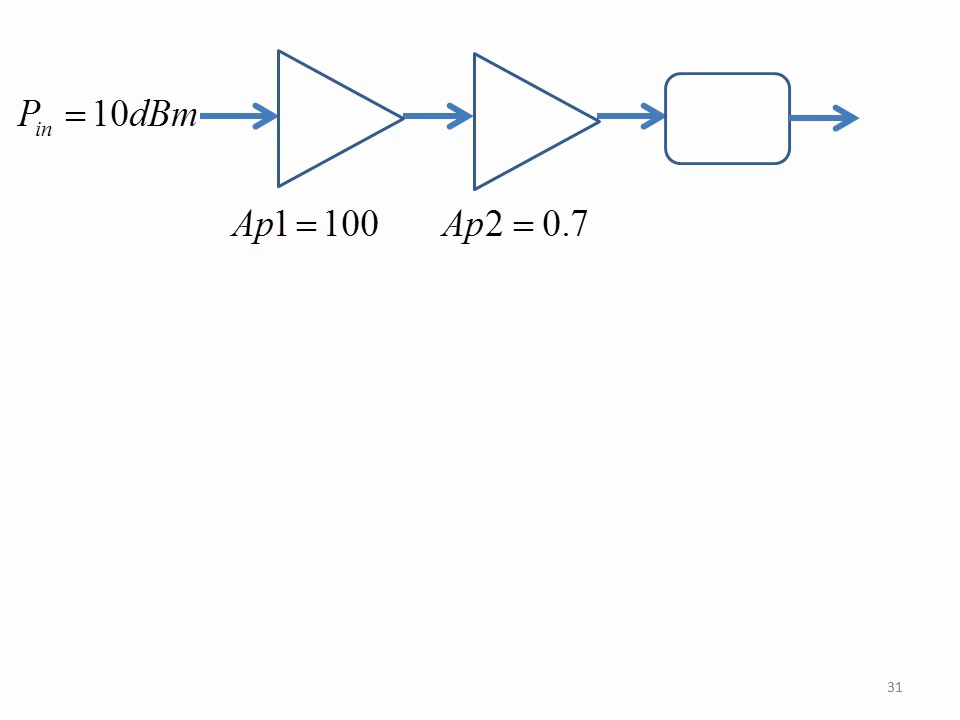 P_in = 10dBm
Ap1 = 100
Ap2 = 0.7
31